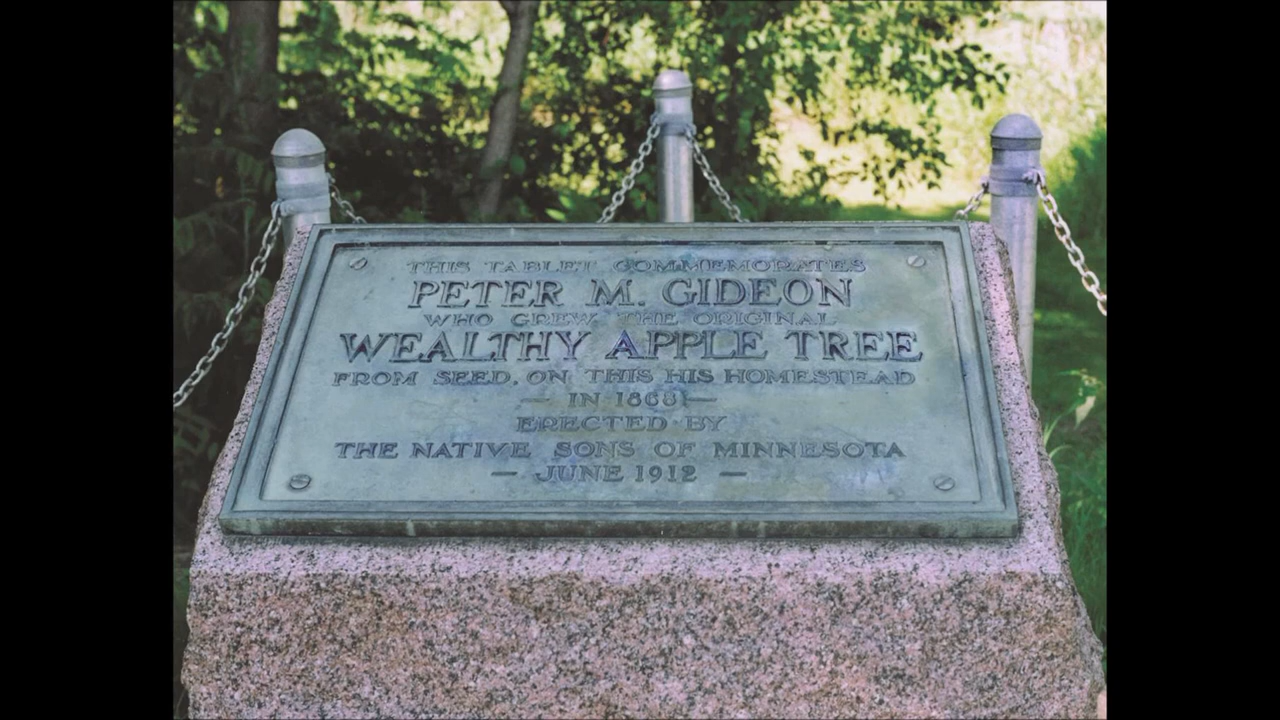 THIS TABLET COMMEMORATES
PETER M. GIDEON
WHO GREW THE ORIGINAL
WEALTHY APPLE TREE
FROM SEED, ON THIS HIS HOMESTEAD
— IN 1868 —
ERECTED BY
THE NATIVE SONS OF MINNESOTA
— JUNE 1912 —